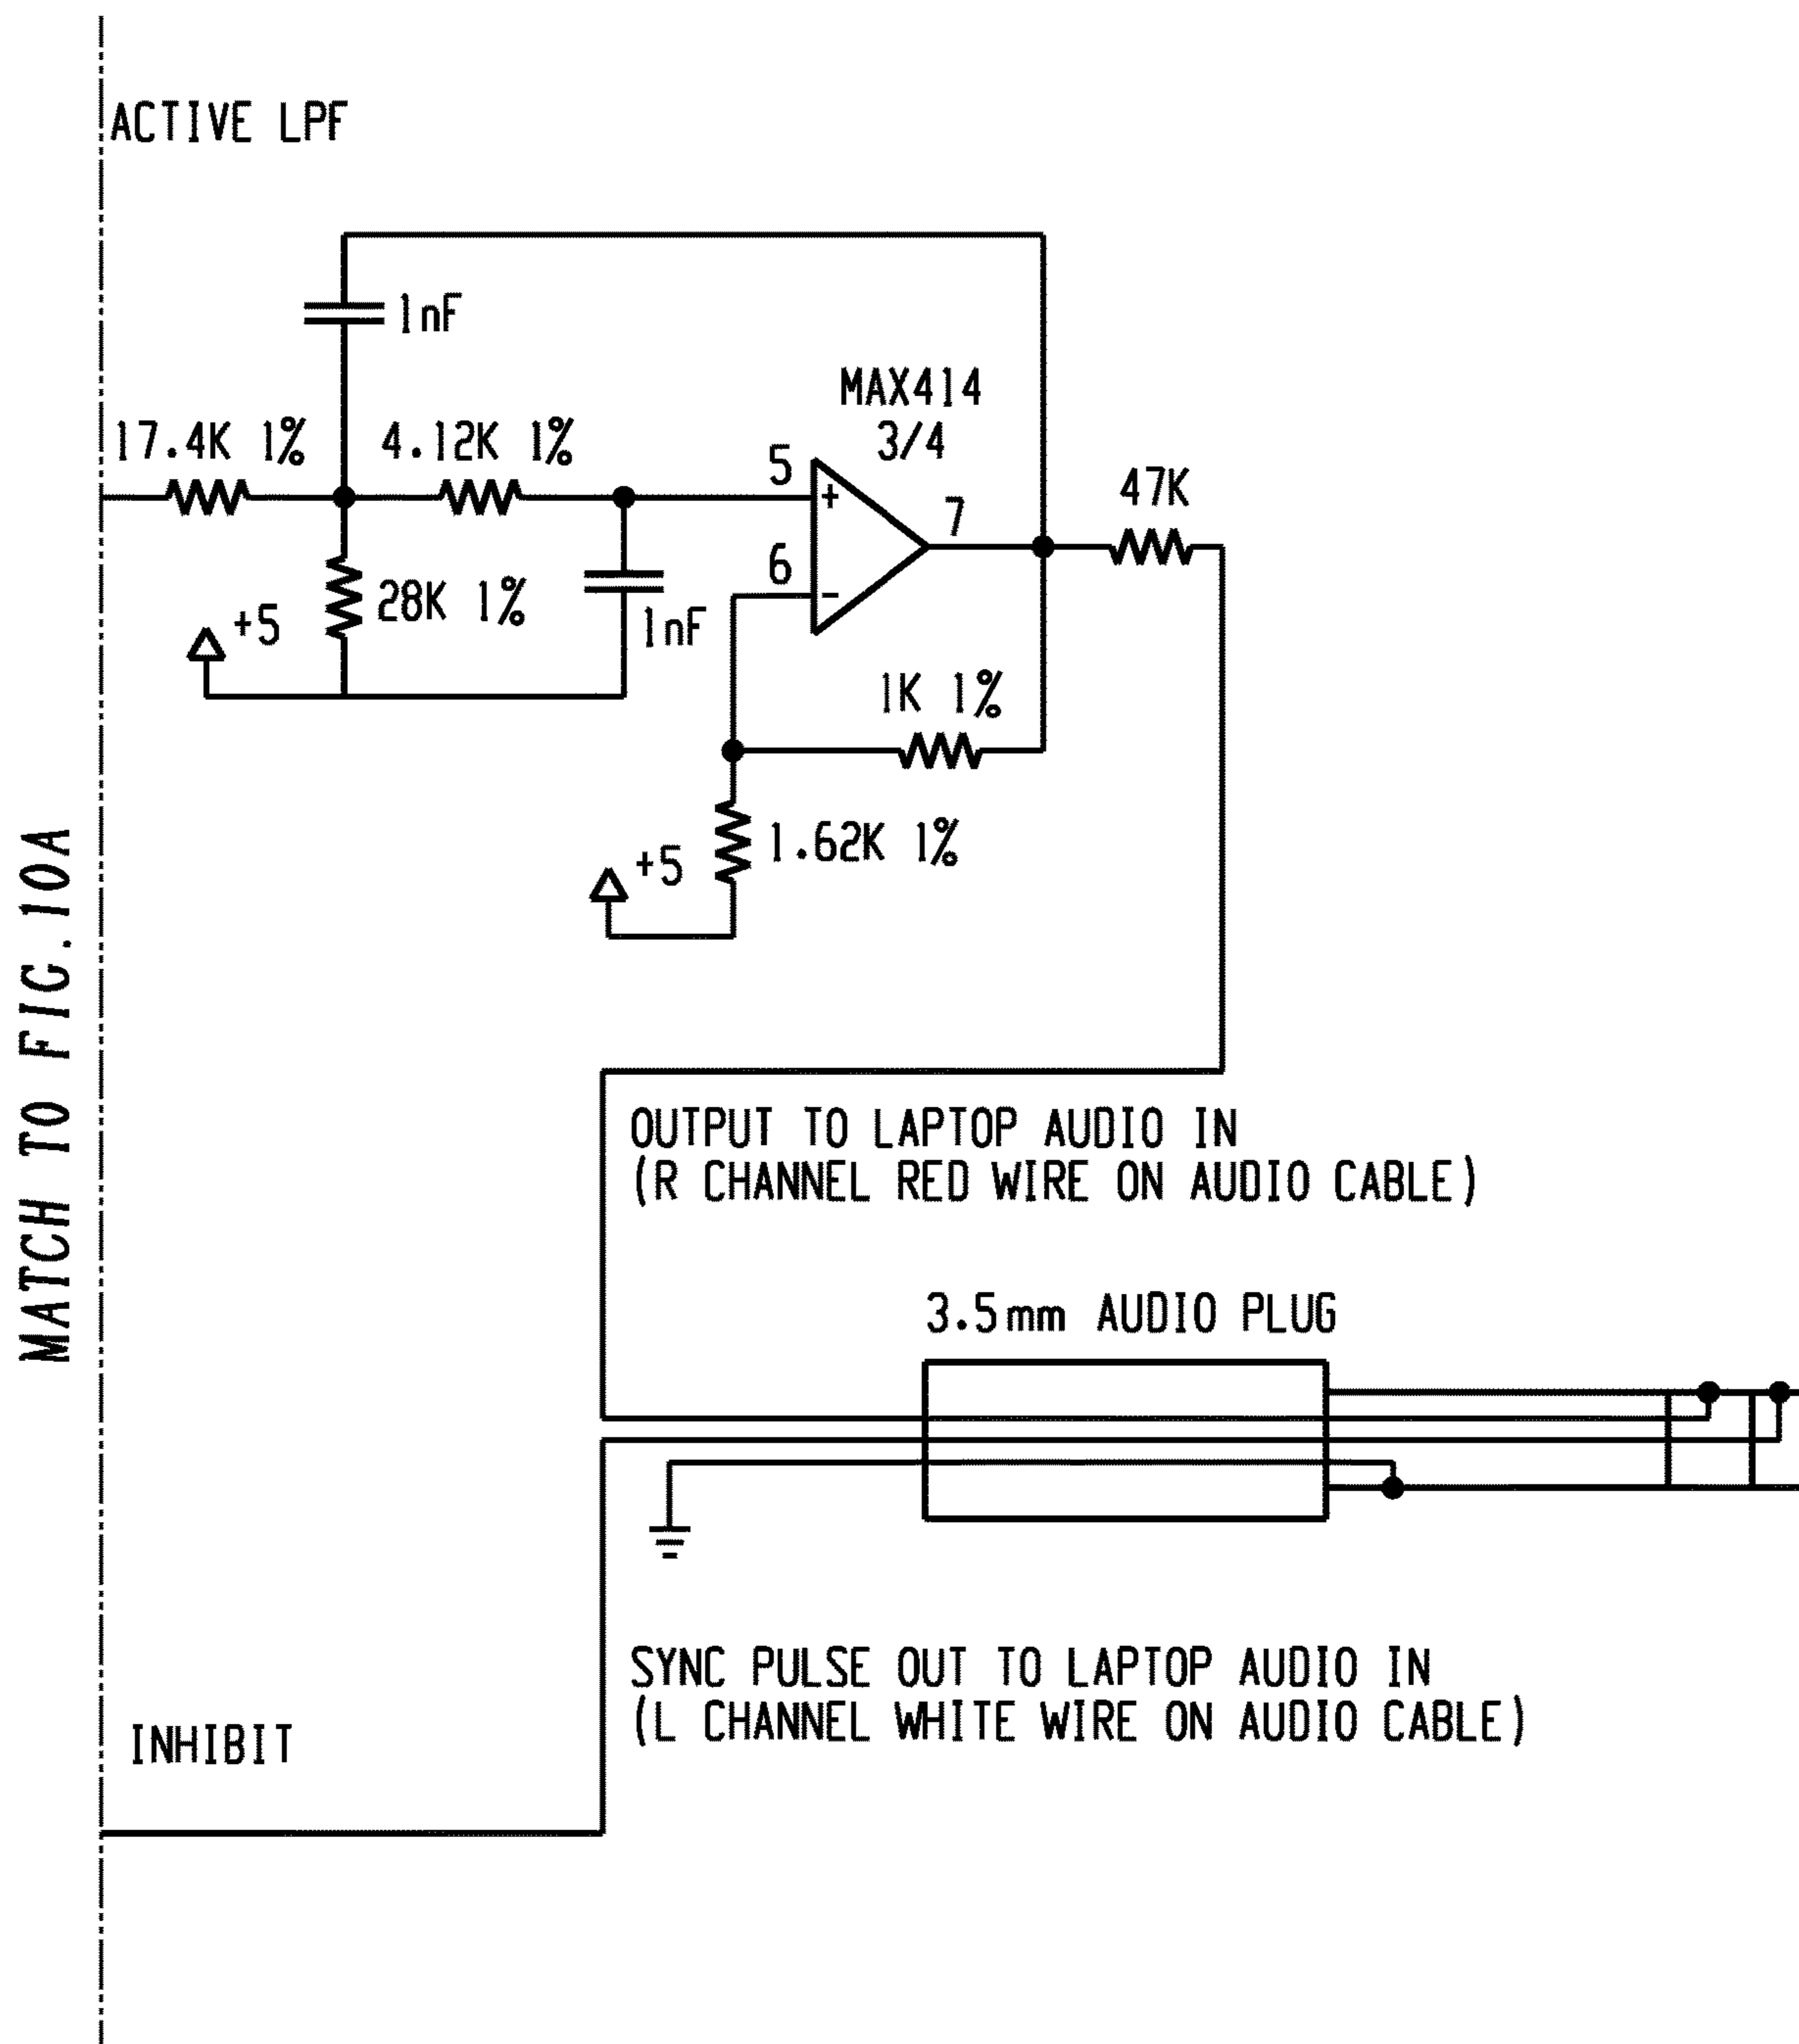 ACTIVE LPF
1nF
MAX414
3/4
17.4K 1%
4.12K 1%
5
7
47K
6
+5
28K 1%
1nF
1K 1%
+5
1.62K 1%
MATCH TO FIG.10A
OUTPUT TO LAPTOP AUDIO IN
(R CHANNEL RED WIRE ON AUDIO CABLE)
3.5mm AUDIO PLUG
SYNC PULSE OUT TO LAPTOP AUDIO IN
(L CHANNEL WHITE WIRE ON AUDIO CABLE)
INHIBIT